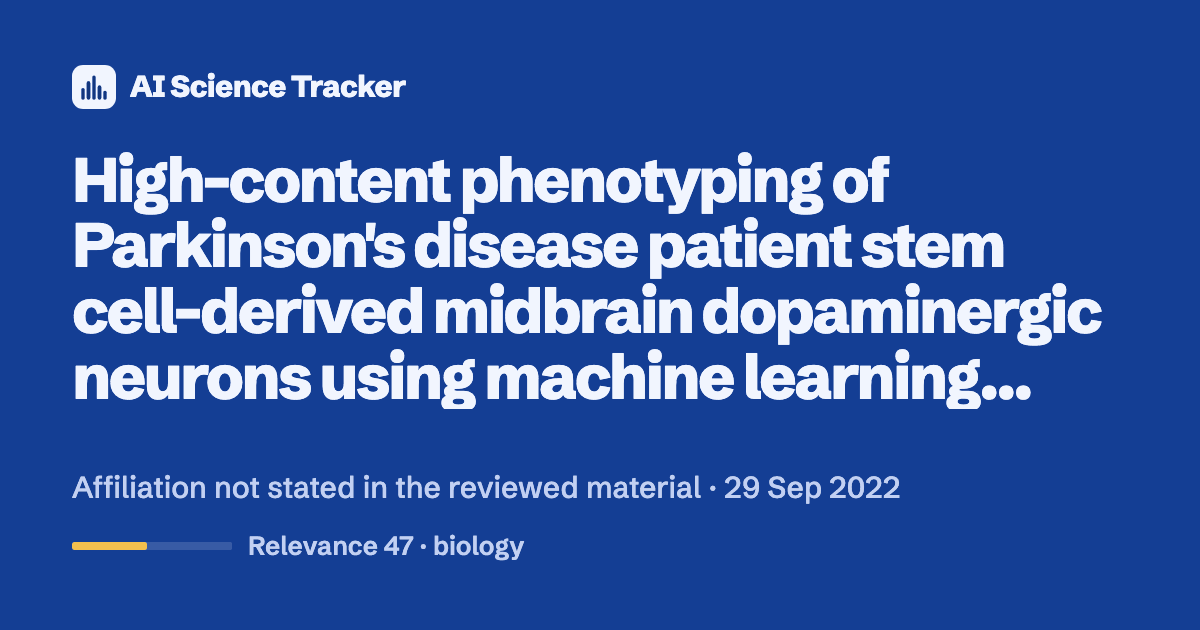 AI Science Tracker
High-content phenotyping of
Parkinson's disease patient stem
cell-derived midbrain dopaminergic
neurons using machine learning...
Affiliation not stated in the reviewed material · 29 Sep 2022
Relevance 47 · biology